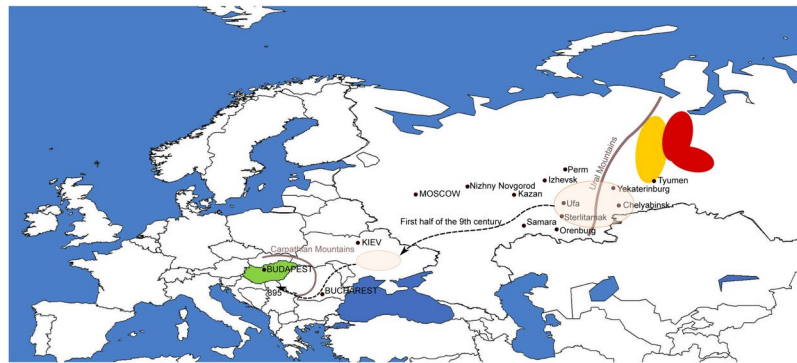 Ural Mountains
Perm
Izhevsk
Tyumen
Nizhny Novgorod
MOSCOW
Kazan
Yekaterinburg
Ufa
Chelyabinsk
First half of the 9th century
Sterlitamak
Samara
Orenburg
KIEV
Carpathian Mountains
BUDAPEST
895
BUCHAREST